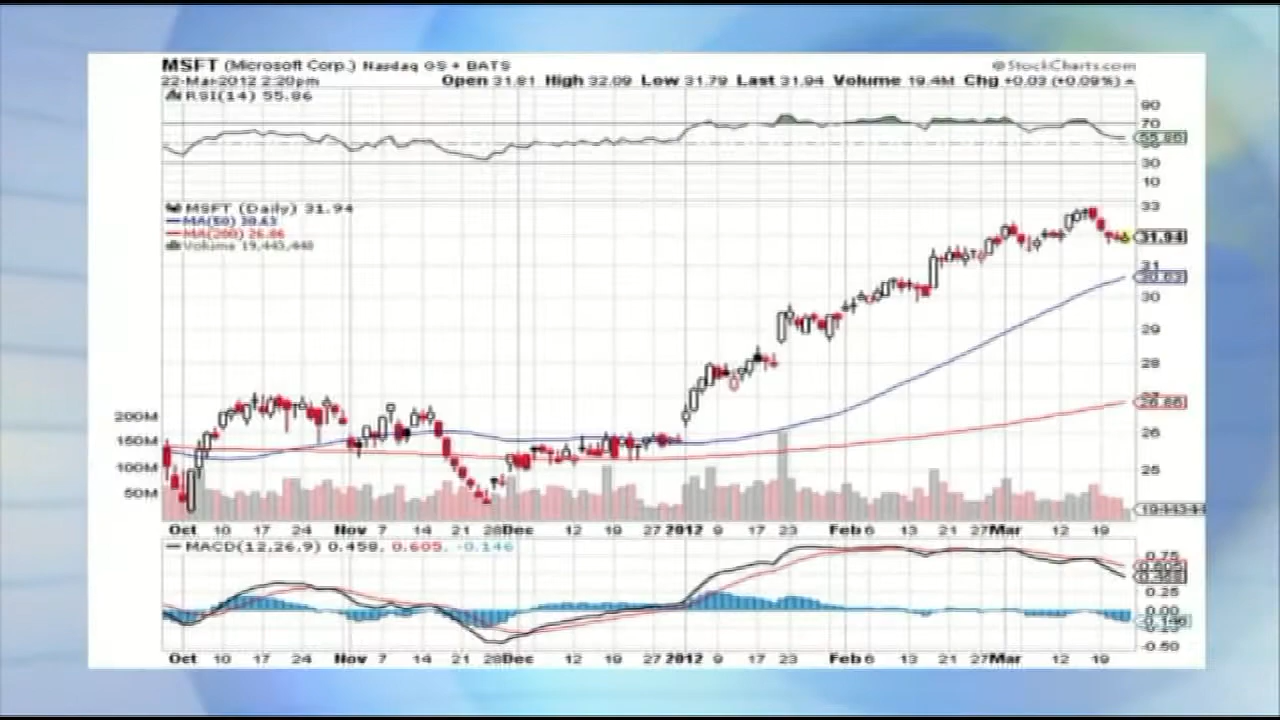 MSFT (Microsoft Corp.) Nasdaq GS + BATS @StockCharts.com
22-Mar-2012 2:20pm Open 31.81 High 32.09 Low 31.79 Last 31.94 Volume 19.4M Chg +0.03 (+0.09%)
RSI(14) 55.86
90
70
55.86
50
30
10
MSFT (Daily) 31.94
MA(50) 30.63
MA(200) 26.86
Volume 19,443,448
33
31.94
31
30.63
30
29
28
27
26.86
26
25
200M
150M
100M
50M
Oct 10 17 24 Nov 7 14 21 28 Dec 12 19 27 2012 9 17 23 Feb 6 13 21 27 Mar 12 19
MACD(12,26,9) 0.458, 0.605, -0.146
0.75
0.605
0.458
0.25
0.00
-0.146
-0.50
Oct 10 17 24 Nov 7 14 21 28 Dec 12 19 27 2012 9 17 23 Feb 6 13 21 27 Mar 12 19